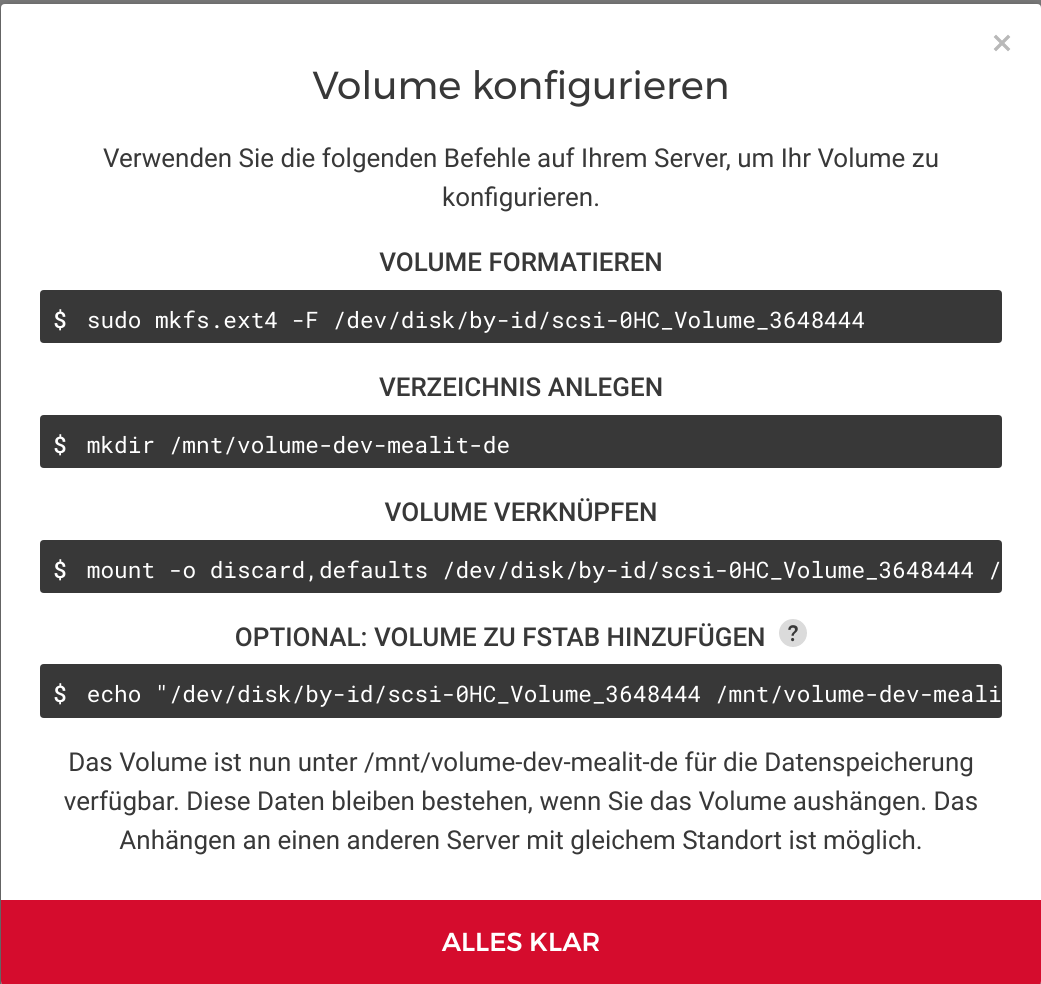 ×
Volume konfigurieren
Verwenden Sie die folgenden Befehle auf Ihrem Server, um Ihr Volume zu
konfigurieren.
VOLUME FORMATIEREN
$ sudo mkfs.ext4 -F /dev/disk/by-id/scsi-0HC_Volume_3648444
VERZEICHNIS ANLEGEN
$ mkdir /mnt/volume-dev-mealit-de
VOLUME VERKNÜPFEN
$ mount -o discard,defaults /dev/disk/by-id/scsi-0HC_Volume_3648444 /
OPTIONAL: VOLUME ZU FSTAB HINZUFÜGEN ?
$ echo "/dev/disk/by-id/scsi-0HC_Volume_3648444 /mnt/volume-dev-meali
Das Volume ist nun unter /mnt/volume-dev-mealit-de für die Datenspeicherung
verfügbar. Diese Daten bleiben bestehen, wenn Sie das Volume aushängen. Das
Anhängen an einen anderen Server mit gleichem Standort ist möglich.
ALLES KLAR